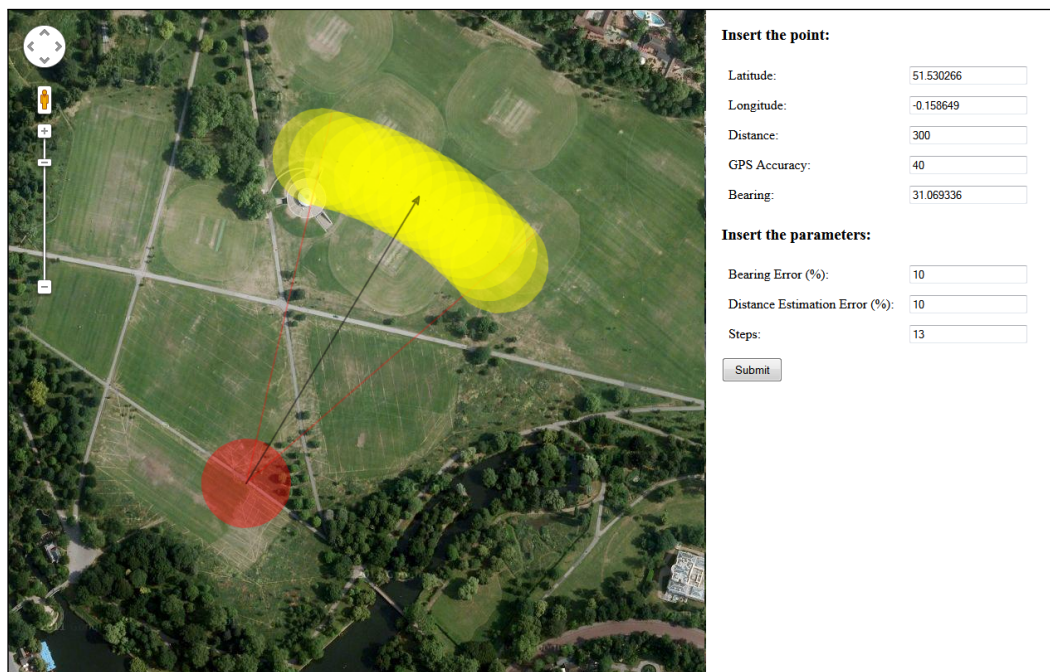 Insert the point:
Latitude: 51.530266
Longitude: -0.158649
Distance: 300
GPS Accuracy: 40
Bearing: 31.069336
Insert the parameters:
Bearing Error (%): 10
Distance Estimation Error (%): 10
Steps: 13
Submit